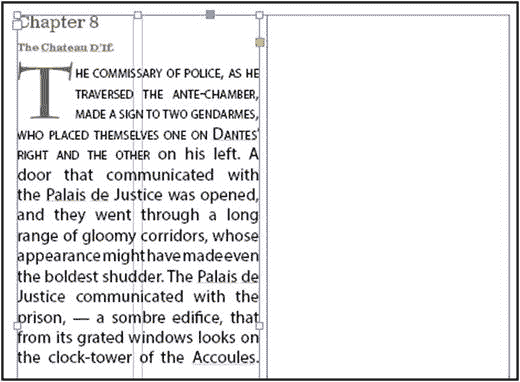 Chapter 8
The Chateau D'If.
THE COMMISSARY OF POLICE, AS HE
TRAVERSED THE ANTE-CHAMBER,
MADE A SIGN TO TWO GENDARMES,
WHO PLACED THEMSELVES ONE ON DANTES'
RIGHT AND THE OTHER on his left. A
door that communicated with
the Palais de Justice was opened,
and they went through a long
range of gloomy corridors, whose
appearance might have made even
the boldest shudder. The Palais de
Justice communicated with the
prison, — a sombre edifice, that
from its grated windows looks on
the clock-tower of the Accoules.